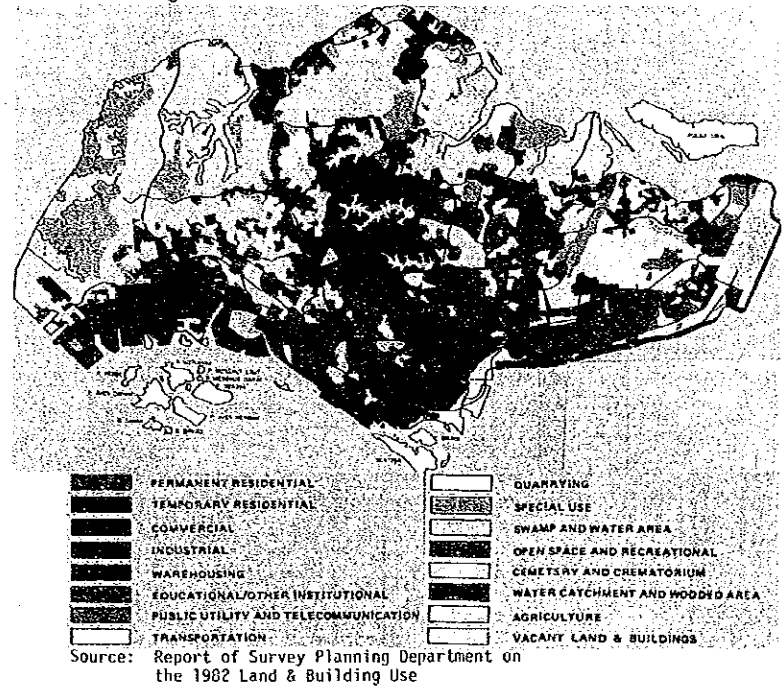 PULAU UBIN
PERMANENT RESIDENTIAL
TEMPORARY RESIDENTIAL
COMMERCIAL
INDUSTRIAL
WAREHOUSING
EDUCATIONAL/OTHER INSTITUTIONAL
PUBLIC UTILITY AND TELECOMMUNICATION
TRANSPORTATION
QUARRYING
SPECIAL USE
SWAMP AND WATER AREA
OPEN SPACE AND RECREATIONAL
CEMETERY AND CREMATORIUM
WATER CATCHMENT AND WOODED AREA
AGRICULTURE
VACANT LAND & BUILDINGS
Source: Report of Survey Planning Department on
the 1982 Land & Building Use